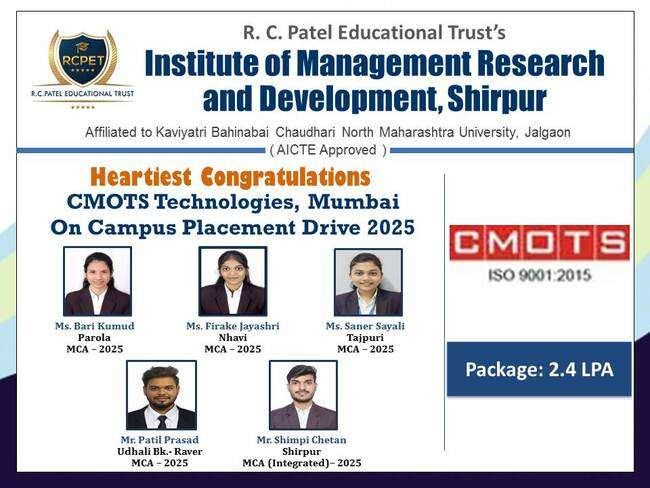 R. C. Patel Educational Trust's
Institute of Management Research
and Development, Shirpur
RCPET
R.C.PATEL EDUCATIONAL TRUST
Affiliated to Kaviyatri Bahinabai Chaudhari North Maharashtra University, Jalgaon
( AICTE Approved )
Heartiest Congratulations
CMOTS Technologies, Mumbai
On Campus Placement Drive 2025
Ms. Bari Kumud
Parola
MCA – 2025
Ms. Firake Jayashri
Nhavi
MCA – 2025
Ms. Saner Sayali
Tajpuri
MCA – 2025
Mr. Patil Prasad
Udhali Bk.- Raver
MCA – 2025
Mr. Shimpi Chetan
Shirpur
MCA (Integrated)– 2025
CMOTS
ISO 9001:2015
Package: 2.4 LPA